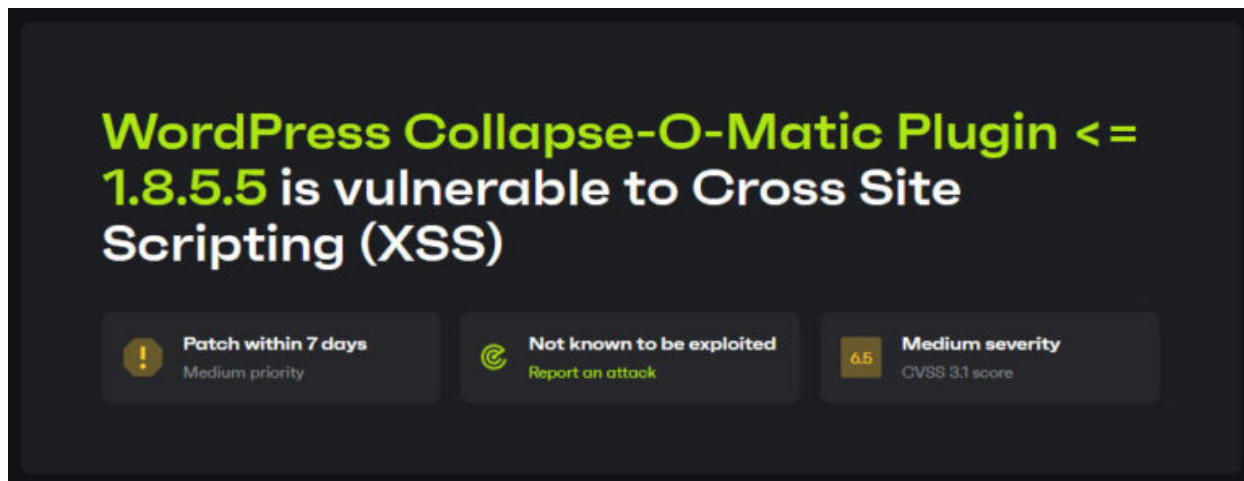 WordPress Collapse-O-Matic Plugin <=
1.8.5.5 is vulnerable to Cross Site
Scripting (XSS)
Patch within 7 days
Medium priority
Not known to be exploited
Report an attack
6.5
Medium severity
CVSS 3.1 score